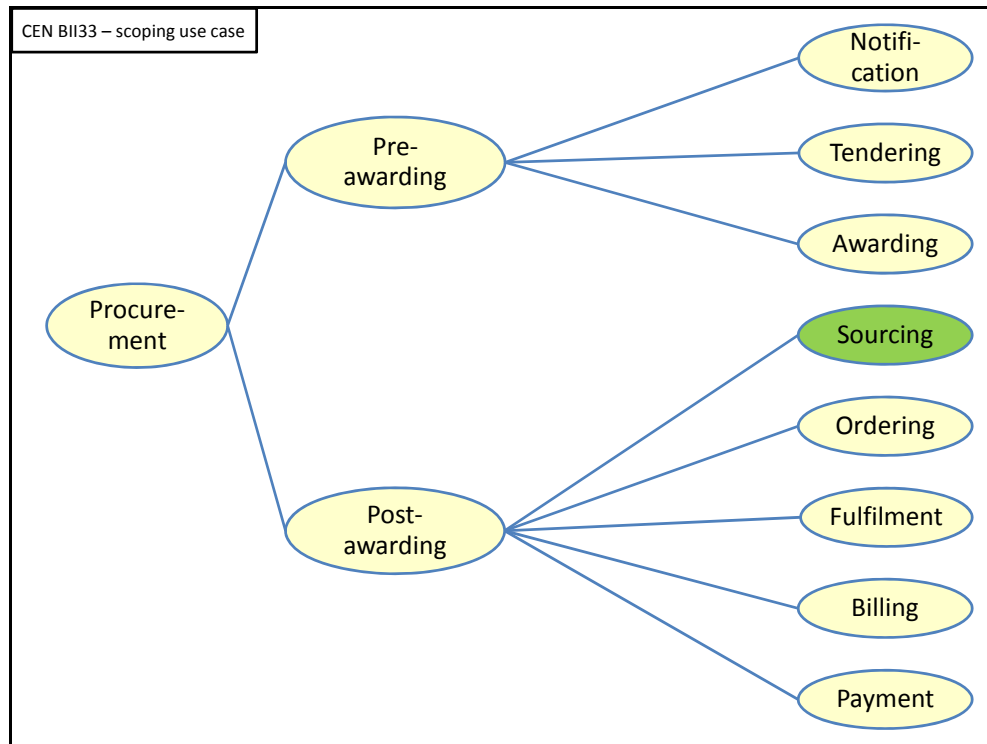 CEN BII33 – scoping use case
Notifi-
cation
Pre-
awarding
Tendering
Awarding
Procure-
ment
Sourcing
Ordering
Post-
awarding
Fulfilment
Billing
Payment